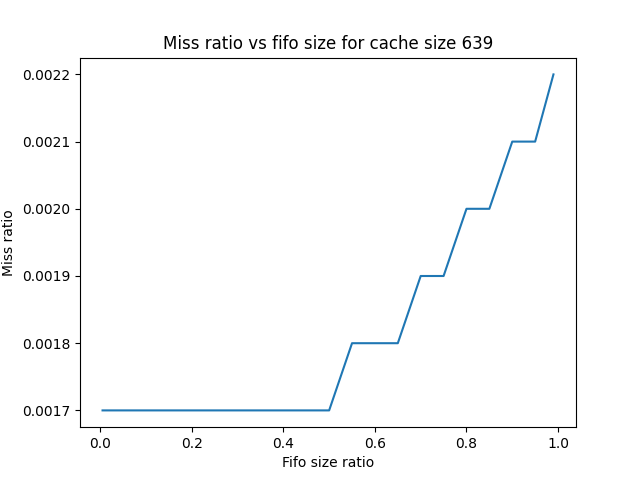 Miss ratio vs fifo size for cache size 639
0.0022
0.0021
0.0020
0.0019
0.0018
0.0017
Miss ratio
0.0 0.2 0.4 0.6 0.8 1.0
Fifo size ratio